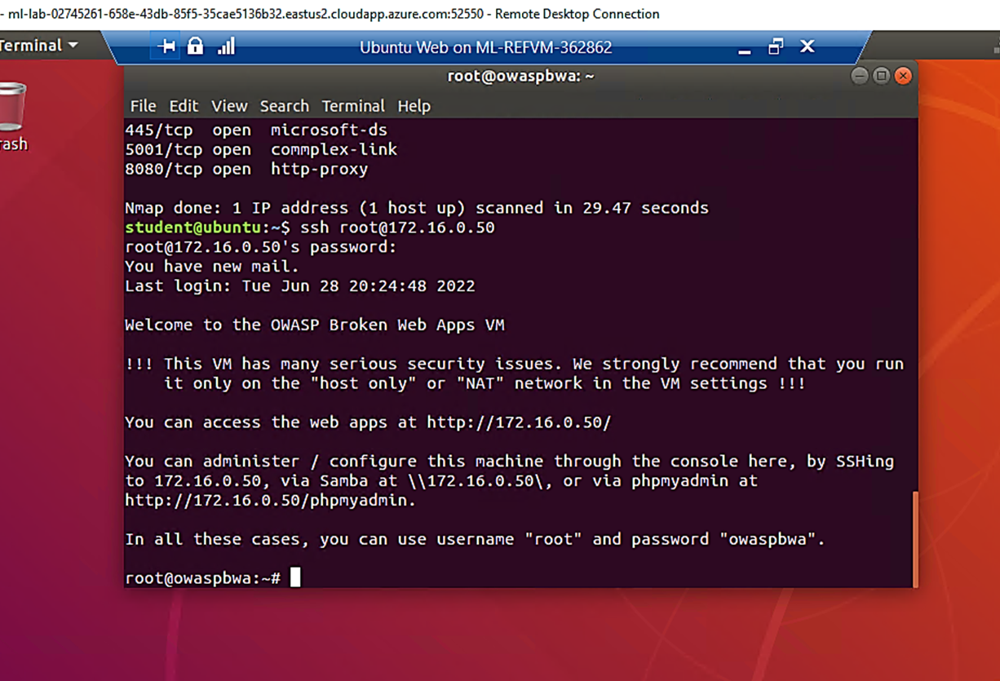 - ml-lab-02745261-658e-43db-85f5-35cae5136b32.eastus2.cloudapp.azure.com:52550 - Remote Desktop Connection
Terminal
Ubuntu Web on ML-REFVM-362862
root@owaspbwa: ~
File Edit View Search Terminal Help
445/tcp  open  microsoft-ds
5001/tcp open  commplex-link
8080/tcp open  http-proxy
Nmap done: 1 IP address (1 host up) scanned in 29.47 seconds
student@ubuntu:~$ ssh root@172.16.0.50
root@172.16.0.50's password:
You have new mail.
Last login: Tue Jun 28 20:24:48 2022
Welcome to the OWASP Broken Web Apps VM
!!! This VM has many serious security issues. We strongly recommend that you run
    it only on the "host only" or "NAT" network in the VM settings !!!
You can access the web apps at http://172.16.0.50/
You can administer / configure this machine through the console here, by SSHing
to 172.16.0.50, via Samba at \\172.16.0.50\, or via phpmyadmin at
http://172.16.0.50/phpmyadmin.
In all these cases, you can use username "root" and password "owaspbwa".
root@owaspbwa:~#
rash